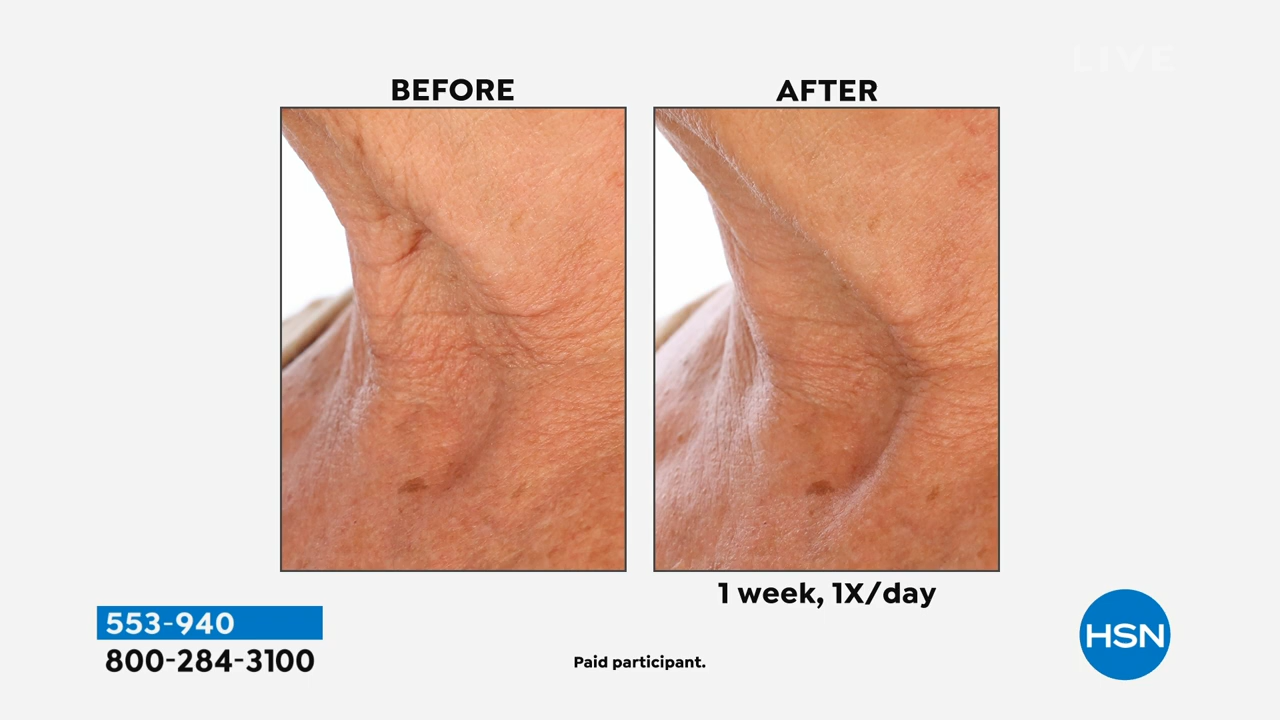 LIVE
BEFORE
AFTER
1 week, 1X/day
553-940
800-284-3100
Paid participant.
HSN